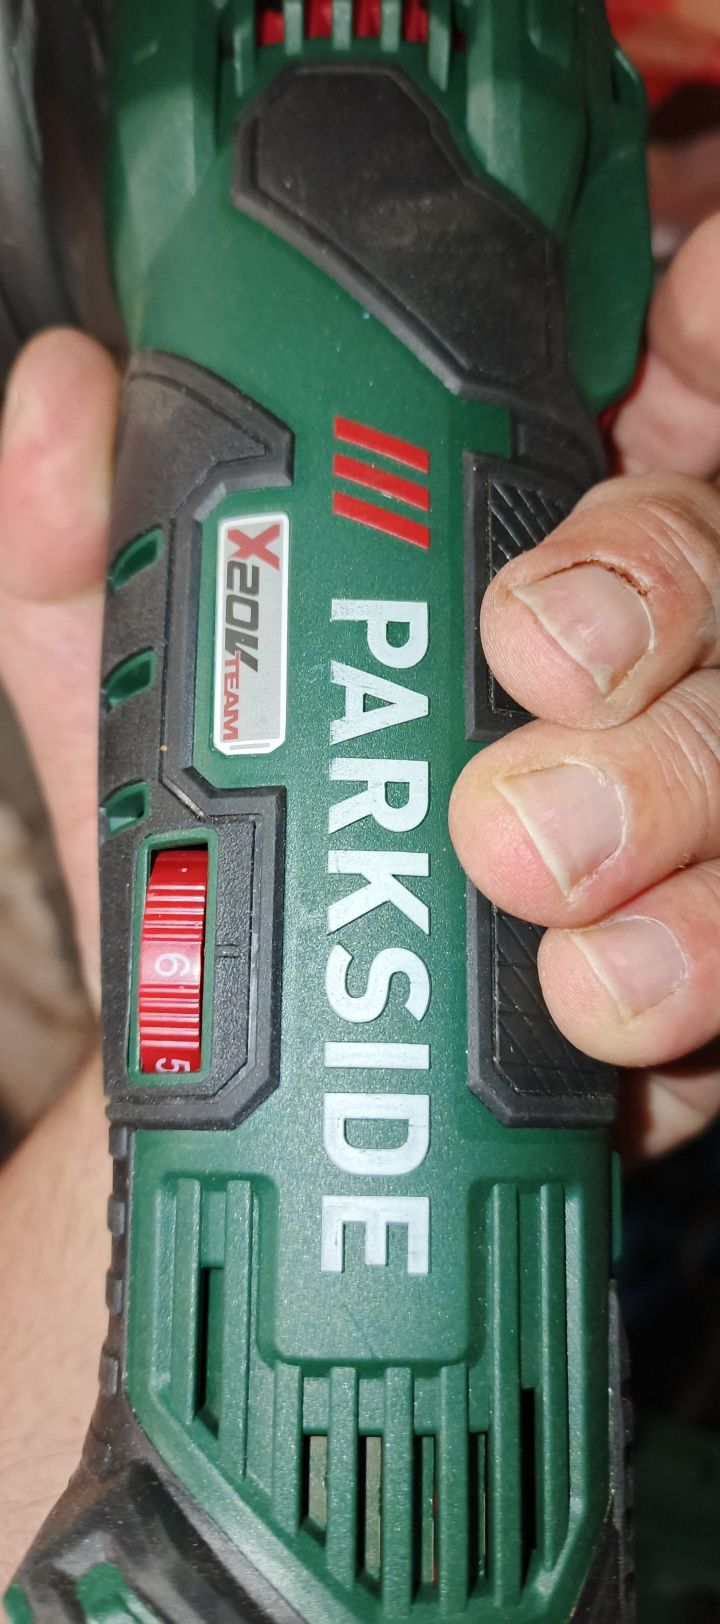 PARKSIDE
X20V
TEAM
6
5